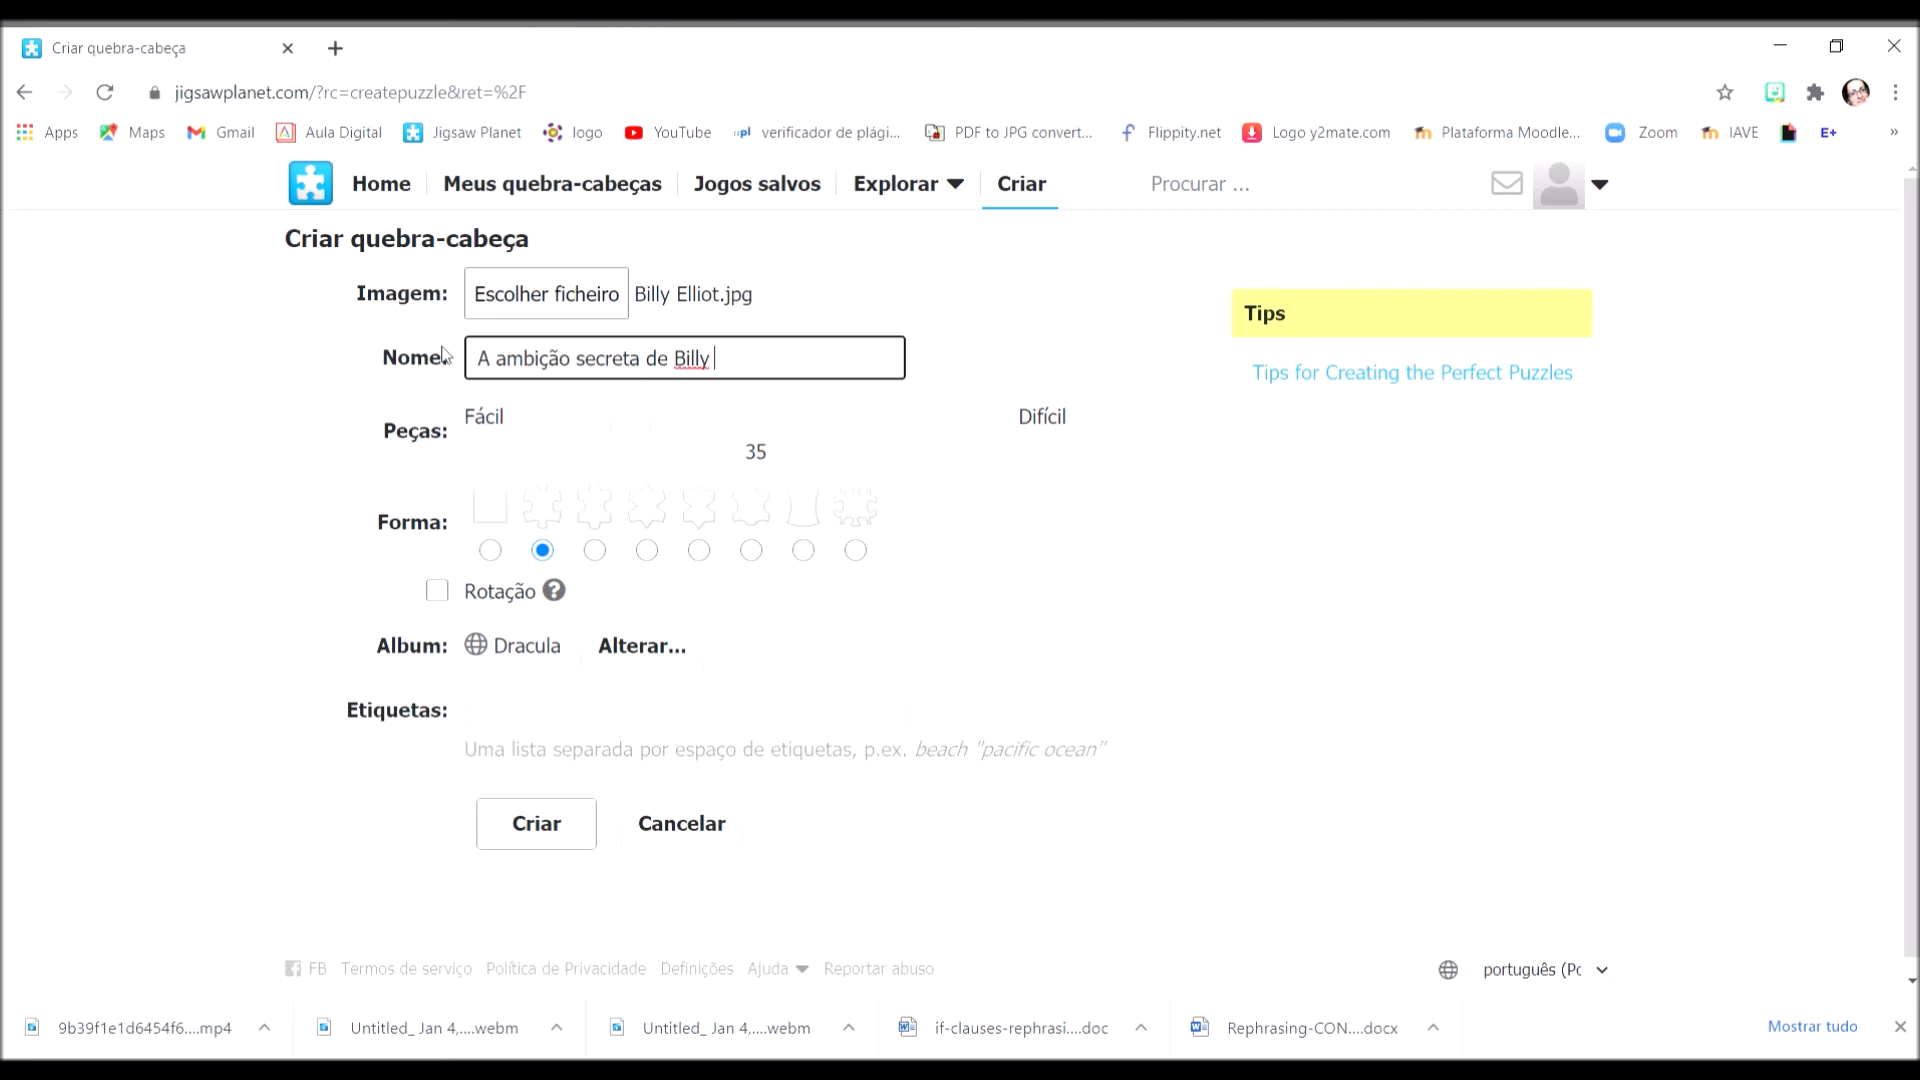 Criar quebra-cabeça
jigsawplanet.com/?rc=createpuzzle&ret=%2F
Apps Maps Gmail Aula Digital Jigsaw Planet logo YouTube verificador de plági... PDF to JPG convert... Flippity.net Logo y2mate.com Plataforma Moodle... Zoom IAVE E+ »
Home Meus quebra-cabeças Jogos salvos Explorar Criar Procurar ...
Criar quebra-cabeça
Imagem: Escolher ficheiro Billy Elliot.jpg
Tips
Nome: A ambição secreta de Billy
Tips for Creating the Perfect Puzzles
Fácil Difícil
Peças:
35
Forma:
Rotação ?
Album: Dracula Alterar...
Etiquetas:
Uma lista separada por espaço de etiquetas, p.ex. beach "pacific ocean"
Criar Cancelar
FB Termos de serviço Política de Privacidade Definições Ajuda Reportar abuso português (Pc
9b39f1e1d6454f6....mp4 Untitled_ Jan 4,....webm Untitled_ Jan 4,....webm if-clauses-rephrasi....doc Rephrasing-CON....docx Mostrar tudo